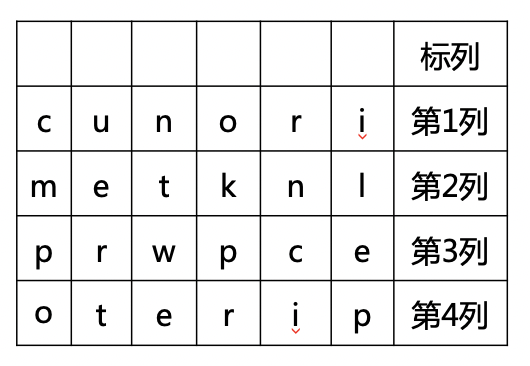 标列
c u n o r i 第1列
m e t k n l 第2列
p r w p c e 第3列
o t e r i p 第4列